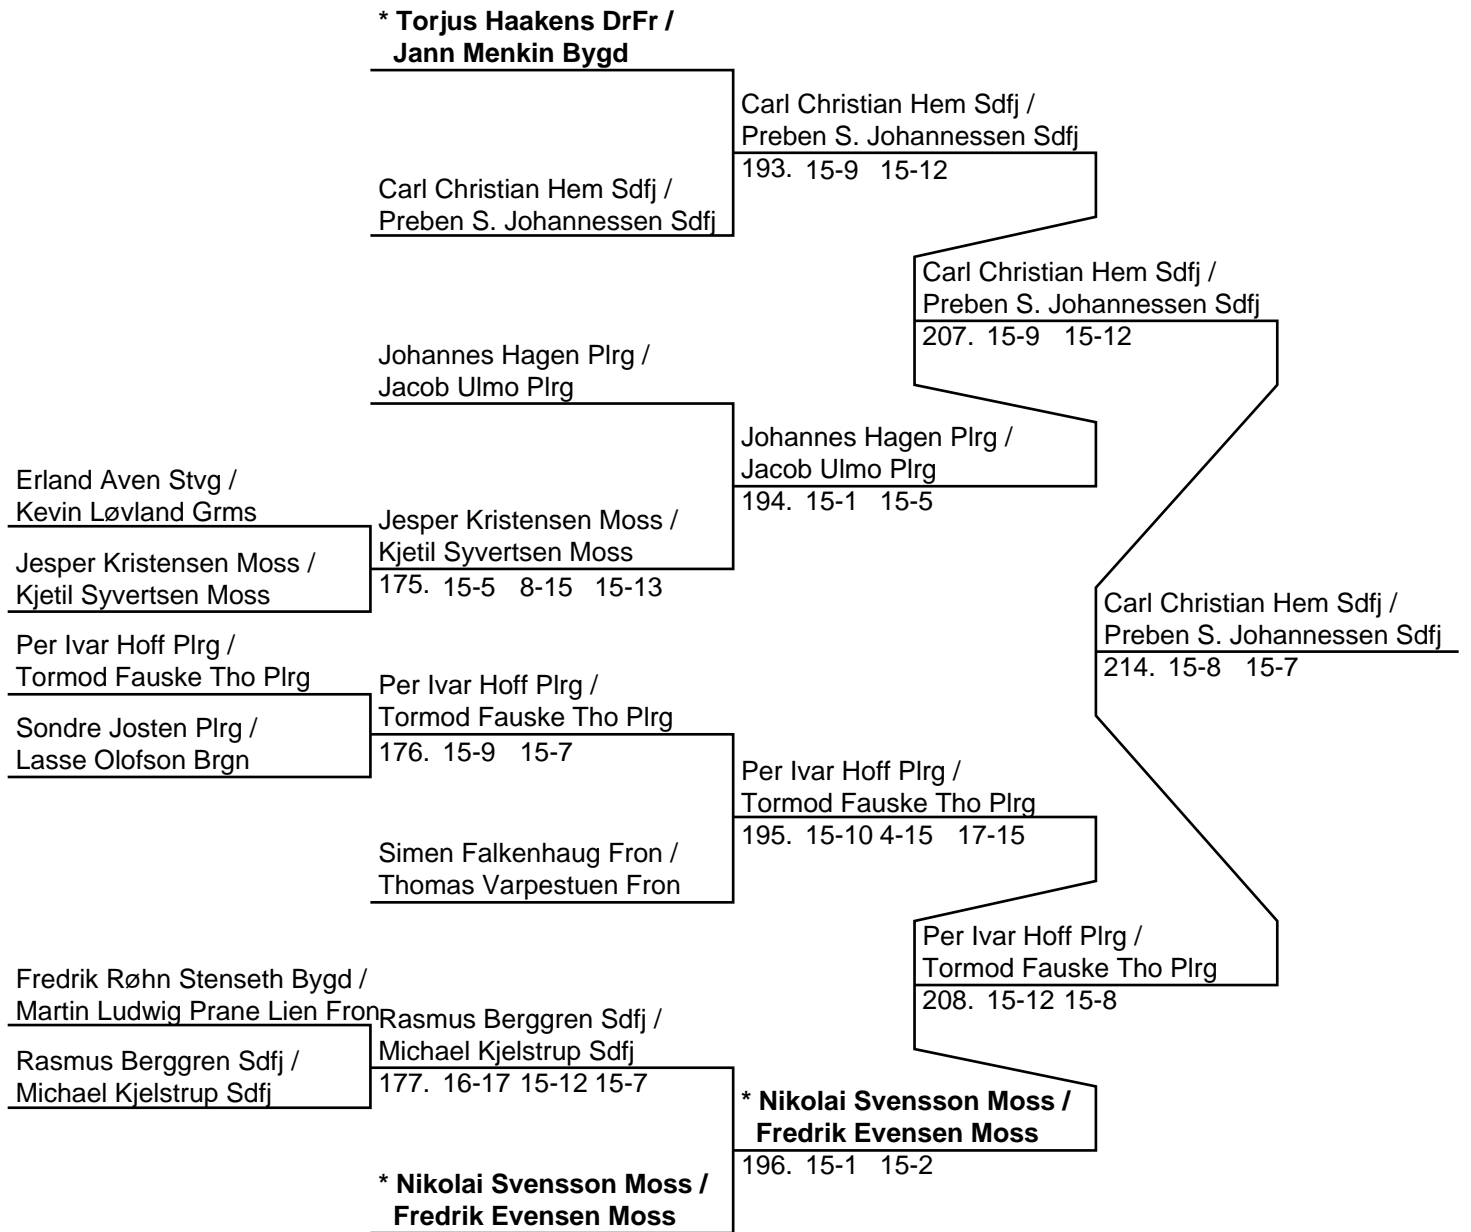 * Torjus Haakens DrFr /
Jann Menkin Bygd
Carl Christian Hem Sdfj /
Preben S. Johannessen Sdfj
193. 15-9 15-12
Carl Christian Hem Sdfj /
Preben S. Johannessen Sdfj
Carl Christian Hem Sdfj /
Preben S. Johannessen Sdfj
207. 15-9 15-12
Johannes Hagen Plrg /
Jacob Ulmo Plrg
Johannes Hagen Plrg /
Jacob Ulmo Plrg
194. 15-1 15-5
Erland Aven Stvg /
Kevin Løvland Grms
Jesper Kristensen Moss /
Kjetil Syvertsen Moss
175. 15-5 8-15 15-13
Jesper Kristensen Moss /
Kjetil Syvertsen Moss
Carl Christian Hem Sdfj /
Preben S. Johannessen Sdfj
214. 15-8 15-7
Per Ivar Hoff Plrg /
Tormod Fauske Tho Plrg
Per Ivar Hoff Plrg /
Tormod Fauske Tho Plrg
176. 15-9 15-7
Sondre Josten Plrg /
Lasse Olofson Brgn
Per Ivar Hoff Plrg /
Tormod Fauske Tho Plrg
195. 15-10 4-15 17-15
Simen Falkenhaug Fron /
Thomas Varpestuen Fron
Per Ivar Hoff Plrg /
Tormod Fauske Tho Plrg
208. 15-12 15-8
Fredrik Røhn Stenseth Bygd /
Martin Ludwig Prane Lien Fron
Rasmus Berggren Sdfj /
Michael Kjelstrup Sdfj
177. 16-17 15-12 15-7
Rasmus Berggren Sdfj /
Michael Kjelstrup Sdfj
* Nikolai Svensson Moss /
Fredrik Evensen Moss
196. 15-1 15-2
* Nikolai Svensson Moss /
Fredrik Evensen Moss